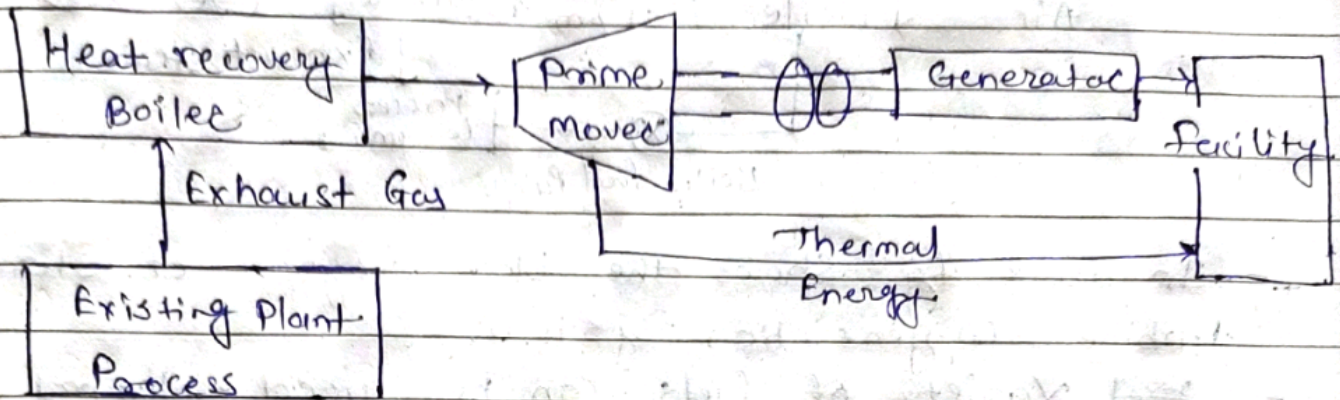 Heat recovery
Boiler
Prime
Mover
Generator
facility
Exhaust Gas
Thermal
Energy
Existing Plant
Process